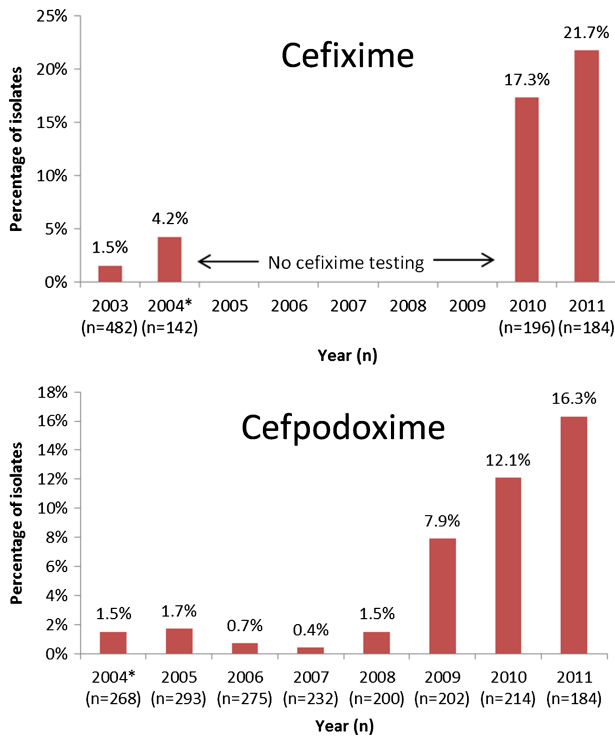 Cefixime
Percentage of isolates
25%
20%
15%
10%
5%
0%
1.5%
4.2%
17.3%
21.7%
No cefixime testing
2003 2004* 2005 2006 2007 2008 2009 2010 2011
(n=482) (n=142) (n=196) (n=184)
Year (n)
Cefpodoxime
Percentage of isolates
18%
16%
14%
12%
10%
8%
6%
4%
2%
0%
1.5%
1.7%
0.7%
0.4%
1.5%
7.9%
12.1%
16.3%
2004* 2005 2006 2007 2008 2009 2010 2011
(n=268) (n=293) (n=275) (n=232) (n=200) (n=202) (n=214) (n=184)
Year (n)